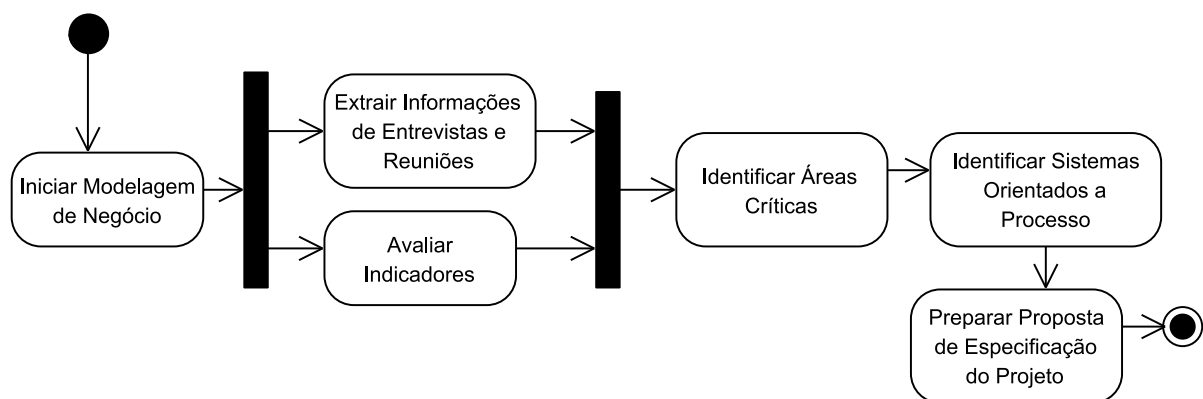 Iniciar Modelagem
de Negócio
Extrair Informações
de Entrevistas e
Reuniões
Avaliar
Indicadores
Identificar Áreas
Críticas
Identificar Sistemas
Orientados a
Processo
Preparar Proposta
de Especificação
do Projeto